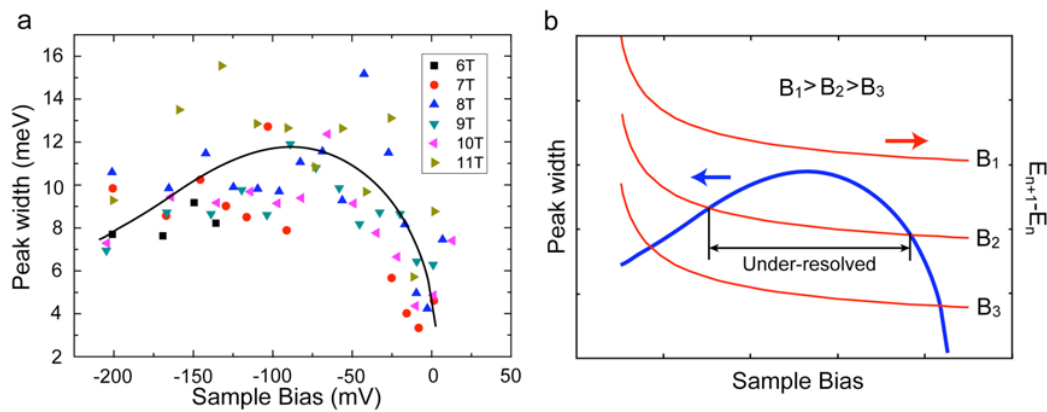 a
16
14
12
10
8
6
4
2
Peak width (meV)
-200
-150
-100
-50
0
50
Sample Bias (mV)
6T
7T
8T
9T
10T
11T
b
B1>B2>B3
B1
B2
B3
Under-resolved
Peak width
En+1-En
Sample Bias